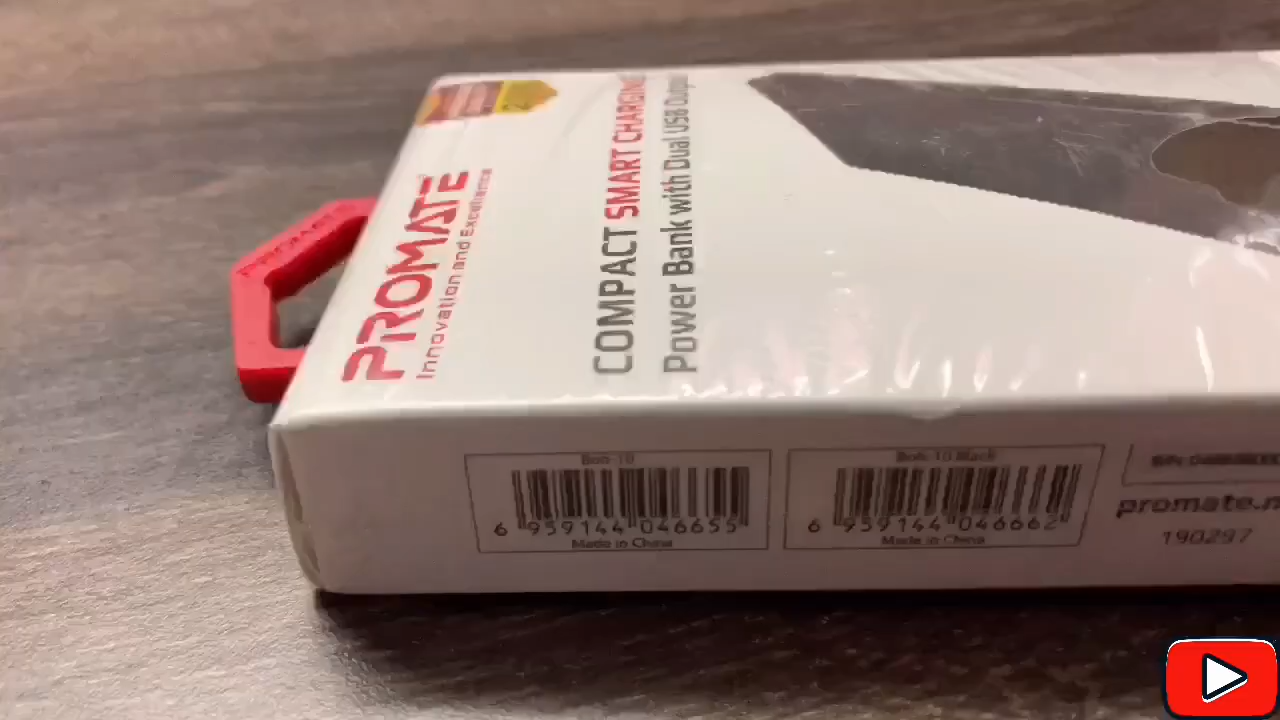 PROMATE
Innovation and Excellence
COMPACT SMART CHARGING
Power Bank with Dual USB Output
Bolt-10
6 959144 046655
Made in China
Bolt-10 Black
6 959144 046662
Made in China
promate.n
190297